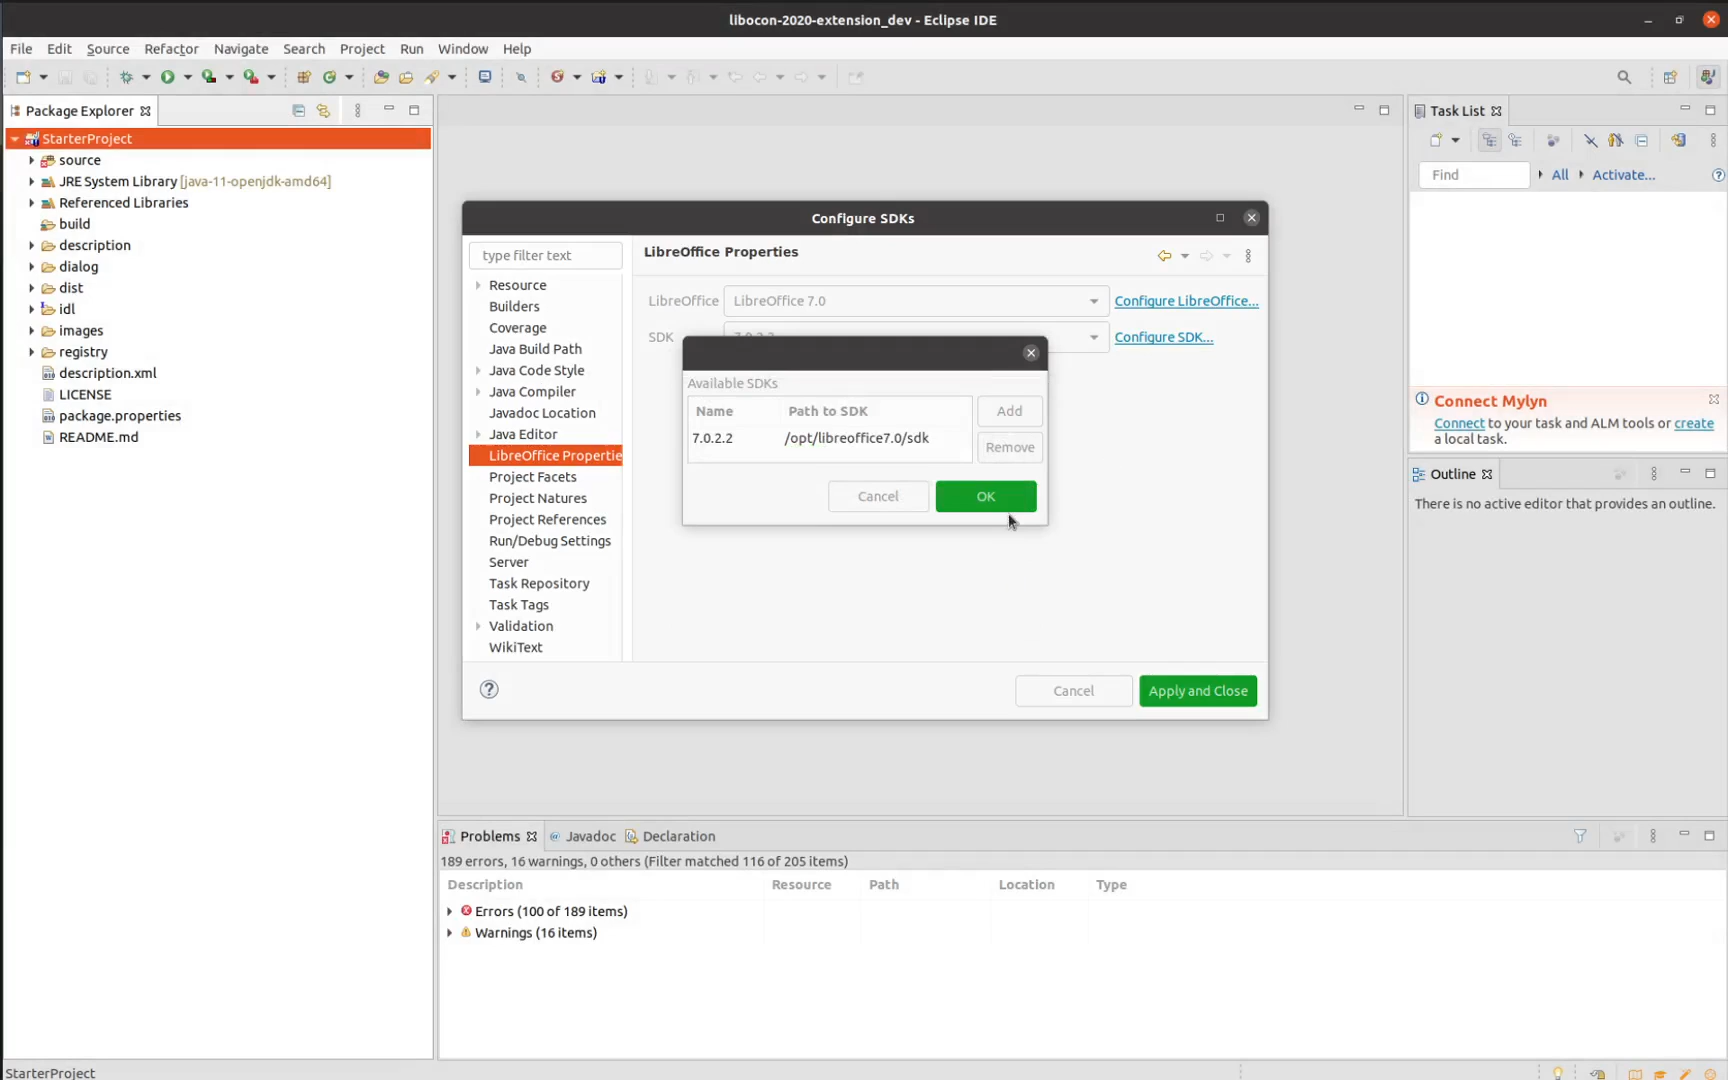 libocon-2020-extension_dev - Eclipse IDE
File Edit Source Refactor Navigate Search Project Run Window Help
Package Explorer
StarterProject
source
JRE System Library [java-11-openjdk-amd64]
Referenced Libraries
build
description
dialog
dist
idl
images
registry
description.xml
LICENSE
package.properties
README.md
Configure SDKs
type filter text
Resource
Builders
Coverage
Java Build Path
Java Code Style
Java Compiler
Javadoc Location
Java Editor
LibreOffice Propertie
Project Facets
Project Natures
Project References
Run/Debug Settings
Server
Task Repository
Task Tags
Validation
WikiText
LibreOffice Properties
LibreOffice LibreOffice 7.0 Configure LibreOffice...
SDK Configure SDK...
Available SDKs
Name Path to SDK Add
7.0.2.2 /opt/libreoffice7.0/sdk Remove
Cancel OK
Cancel Apply and Close
Task List
Find All Activate...
Connect Mylyn
Connect to your task and ALM tools or create
a local task.
Outline
There is no active editor that provides an outline.
Problems Javadoc Declaration
189 errors, 16 warnings, 0 others (Filter matched 116 of 205 items)
Description Resource Path Location Type
Errors (100 of 189 items)
Warnings (16 items)
StarterProject